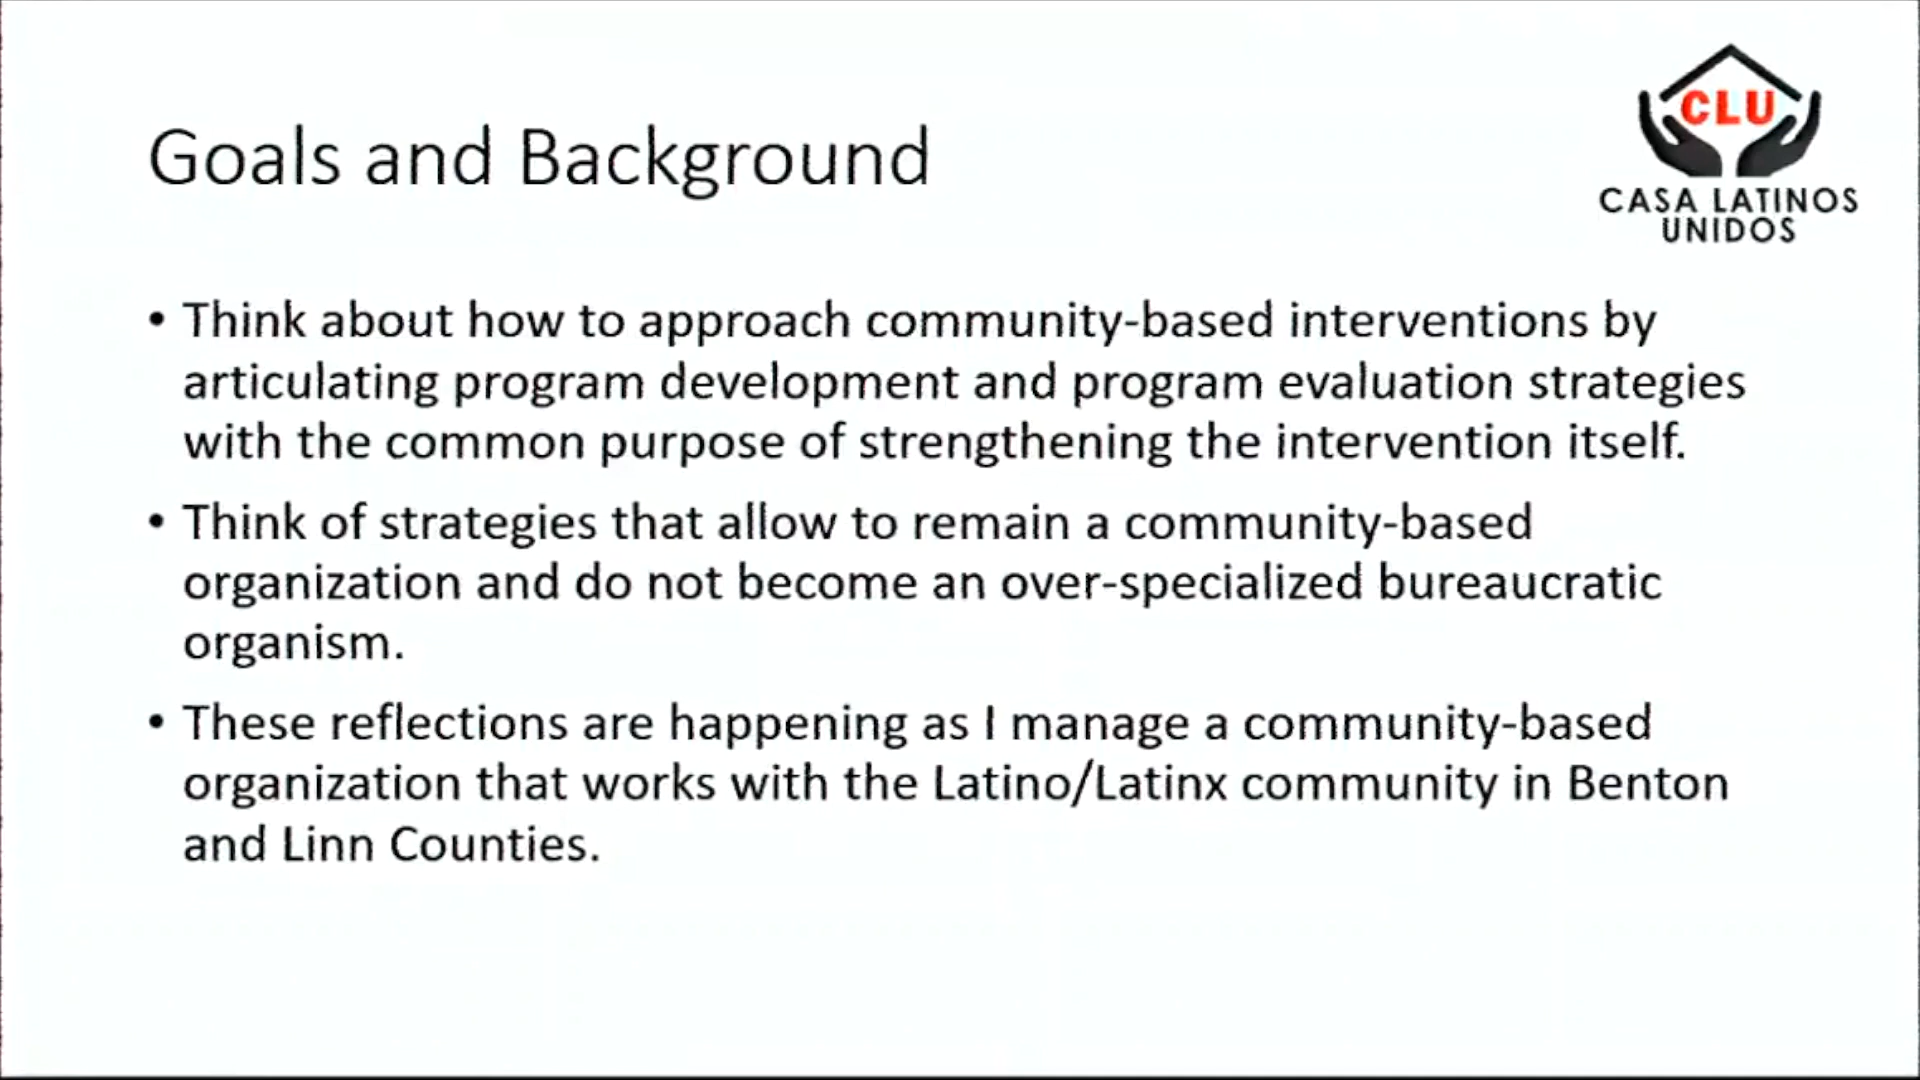 Goals and Background
CLU
CASA LATINOS
UNIDOS
• Think about how to approach community-based interventions by
articulating program development and program evaluation strategies
with the common purpose of strengthening the intervention itself.
• Think of strategies that allow to remain a community-based
organization and do not become an over-specialized bureaucratic
organism.
• These reflections are happening as I manage a community-based
organization that works with the Latino/Latinx community in Benton
and Linn Counties.